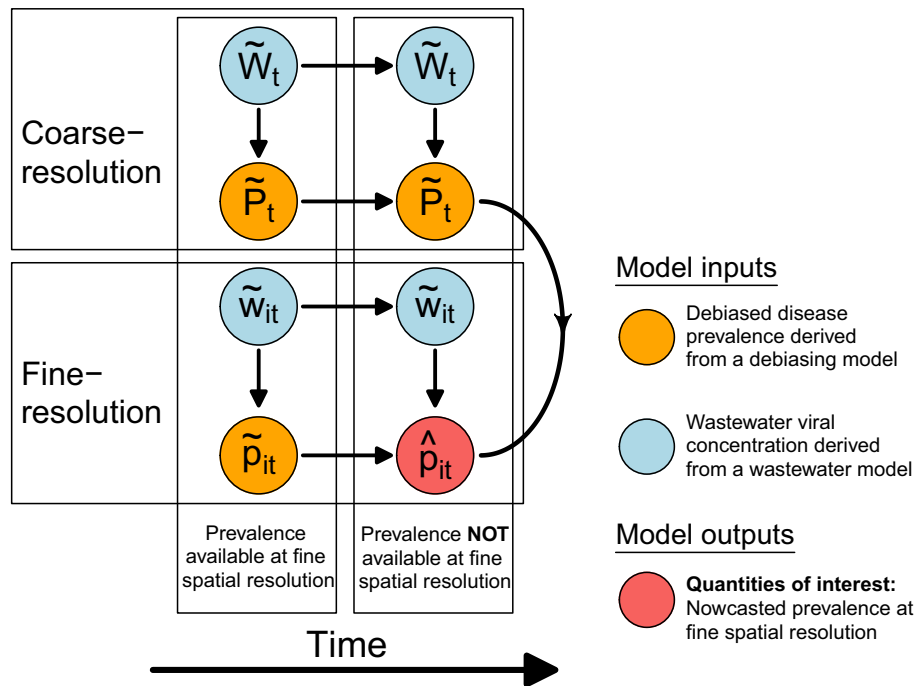 W̃ₜ
W̃ₜ
Coarse−
resolution
P̃ₜ
P̃ₜ
w̃ᵢₜ
w̃ᵢₜ
Fine−
resolution
p̃ᵢₜ
p̂ᵢₜ
Prevalence
available at fine
spatial resolution
Prevalence NOT
available at fine
spatial resolution
Time
Model inputs
Debiased disease
prevalence derived
from a debiasing model
Wastewater viral
concentration derived
from a wastewater model
Model outputs
Quantities of interest:
Nowcasted prevalence at
fine spatial resolution